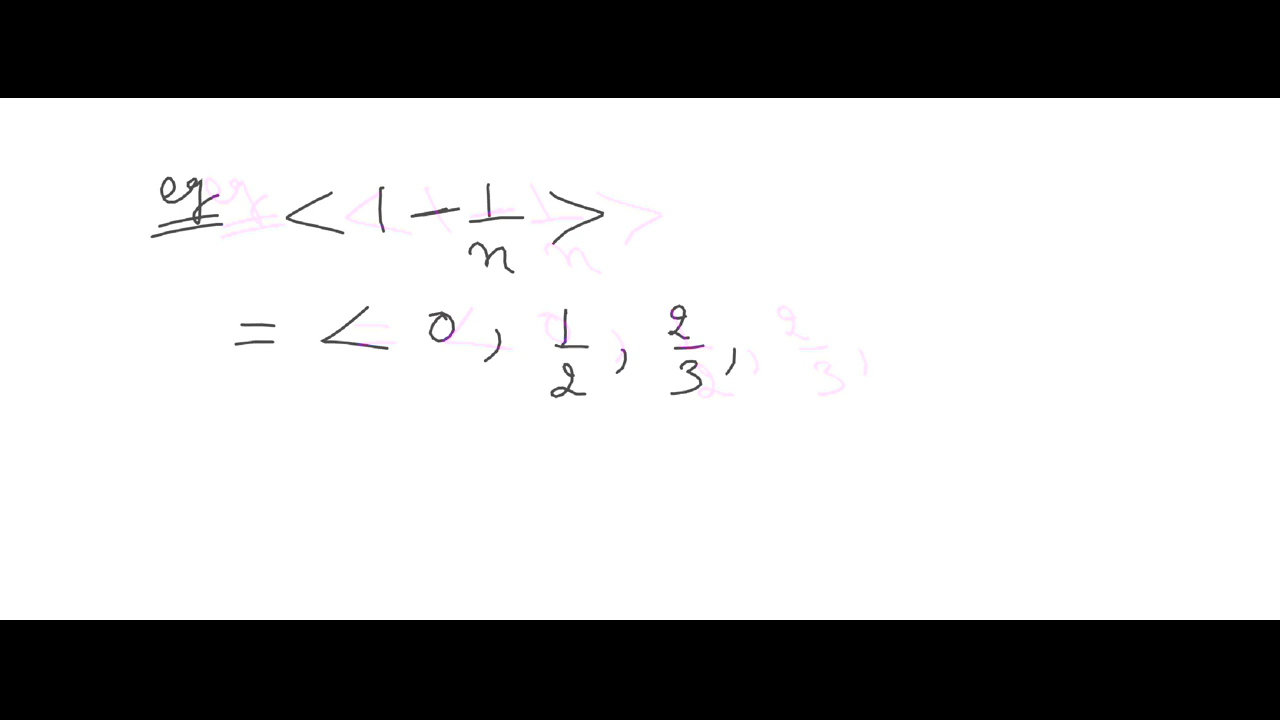 eg < 1 - 1/n >
= < 0, 1/2, 2/3,